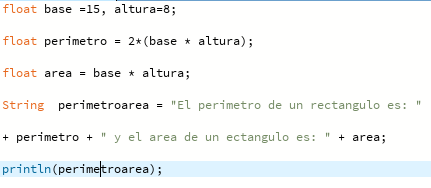 float base =15, altura=8;
float perimetro = 2*(base * altura);
float area = base * altura;
String  perimetroarea = "El perimetro de un rectangulo es: "
+ perimetro + " y el area de un ectangulo es: " + area;
println(perimetroarea);